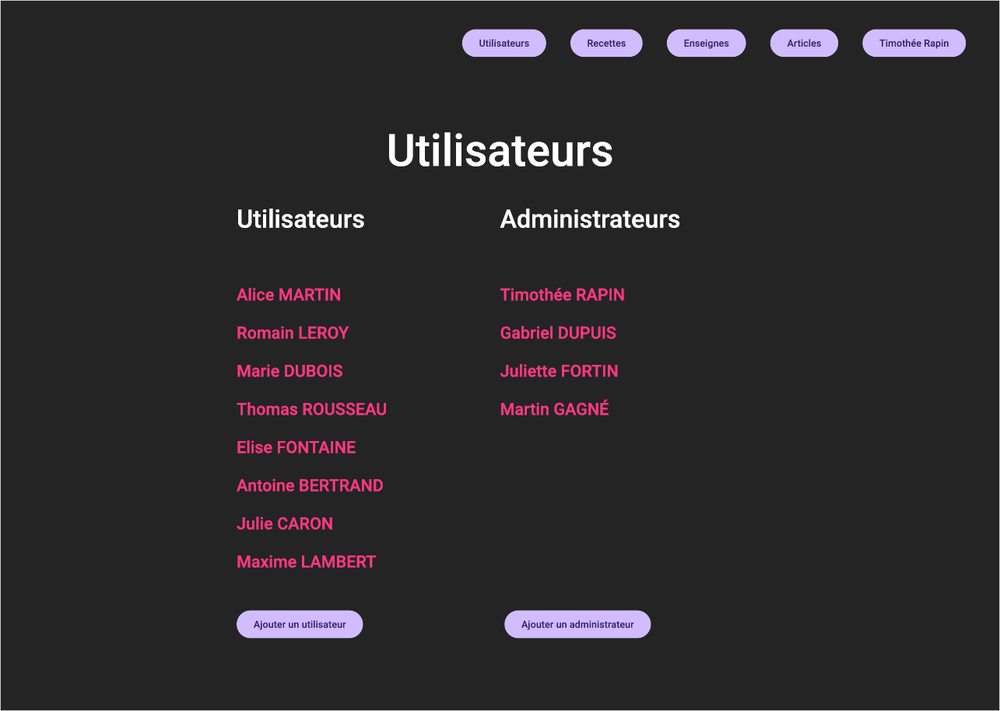 Utilisateurs
Recettes
Enseignes
Articles
Timothée Rapin
Utilisateurs
Utilisateurs
Alice MARTIN
Romain LEROY
Marie DUBOIS
Thomas ROUSSEAU
Elise FONTAINE
Antoine BERTRAND
Julie CARON
Maxime LAMBERT
Ajouter un utilisateur
Administrateurs
Timothée RAPIN
Gabriel DUPUIS
Juliette FORTIN
Martin GAGNÉ
Ajouter un administrateur